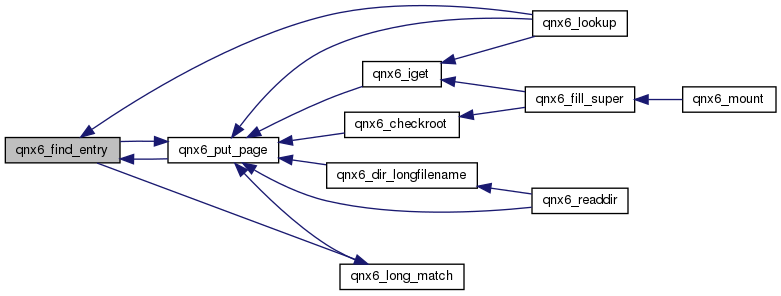 qnx6_lookup
qnx6_iget
qnx6_fill_super
qnx6_mount
qnx6_checkroot
qnx6_find_entry
qnx6_put_page
qnx6_dir_longfilename
qnx6_readdir
qnx6_long_match